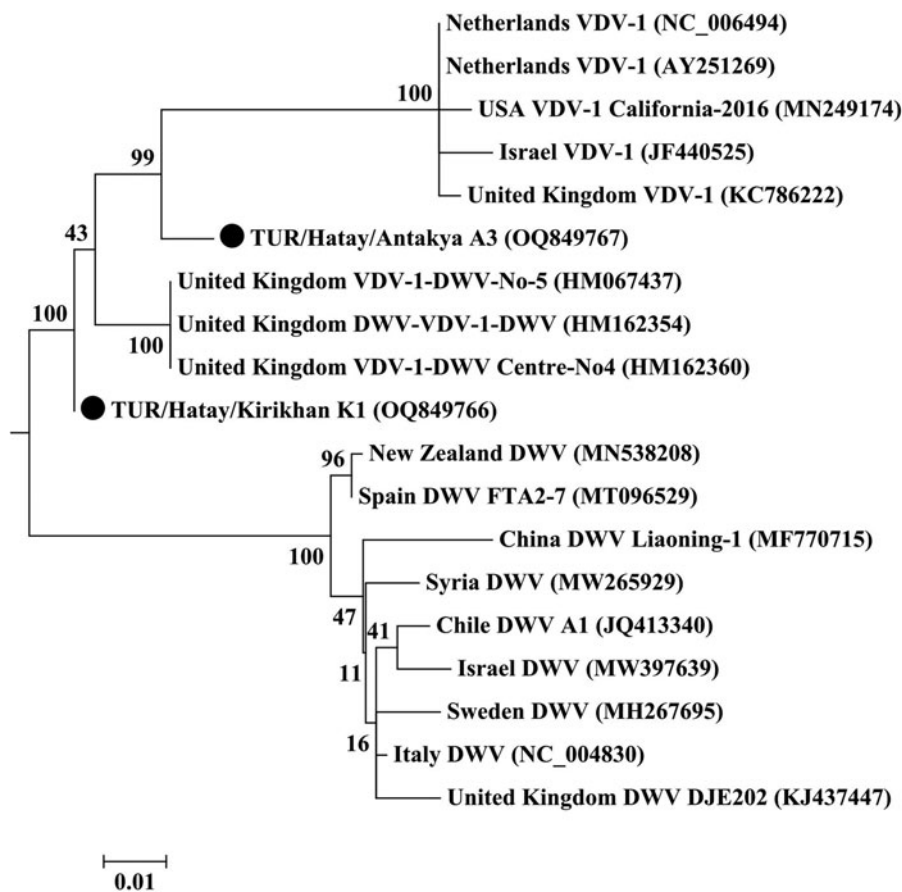 Netherlands VDV-1 (NC_006494)
Netherlands VDV-1 (AY251269)
100
USA VDV-1 California-2016 (MN249174)
99
Israel VDV-1 (JF440525)
United Kingdom VDV-1 (KC786222)
43
TUR/Hatay/Antakya A3 (OQ849767)
United Kingdom VDV-1-DWV-No-5 (HM067437)
100
United Kingdom DWV-VDV-1-DWV (HM162354)
100
United Kingdom VDV-1-DWV Centre-No4 (HM162360)
TUR/Hatay/Kirikhan K1 (OQ849766)
96
New Zealand DWV (MN538208)
Spain DWV FTA2-7 (MT096529)
100
China DWV Liaoning-1 (MF770715)
Syria DWV (MW265929)
47
41
Chile DWV A1 (JQ413340)
11
Israel DWV (MW397639)
Sweden DWV (MH267695)
16
Italy DWV (NC_004830)
United Kingdom DWV DJE202 (KJ437447)
0.01